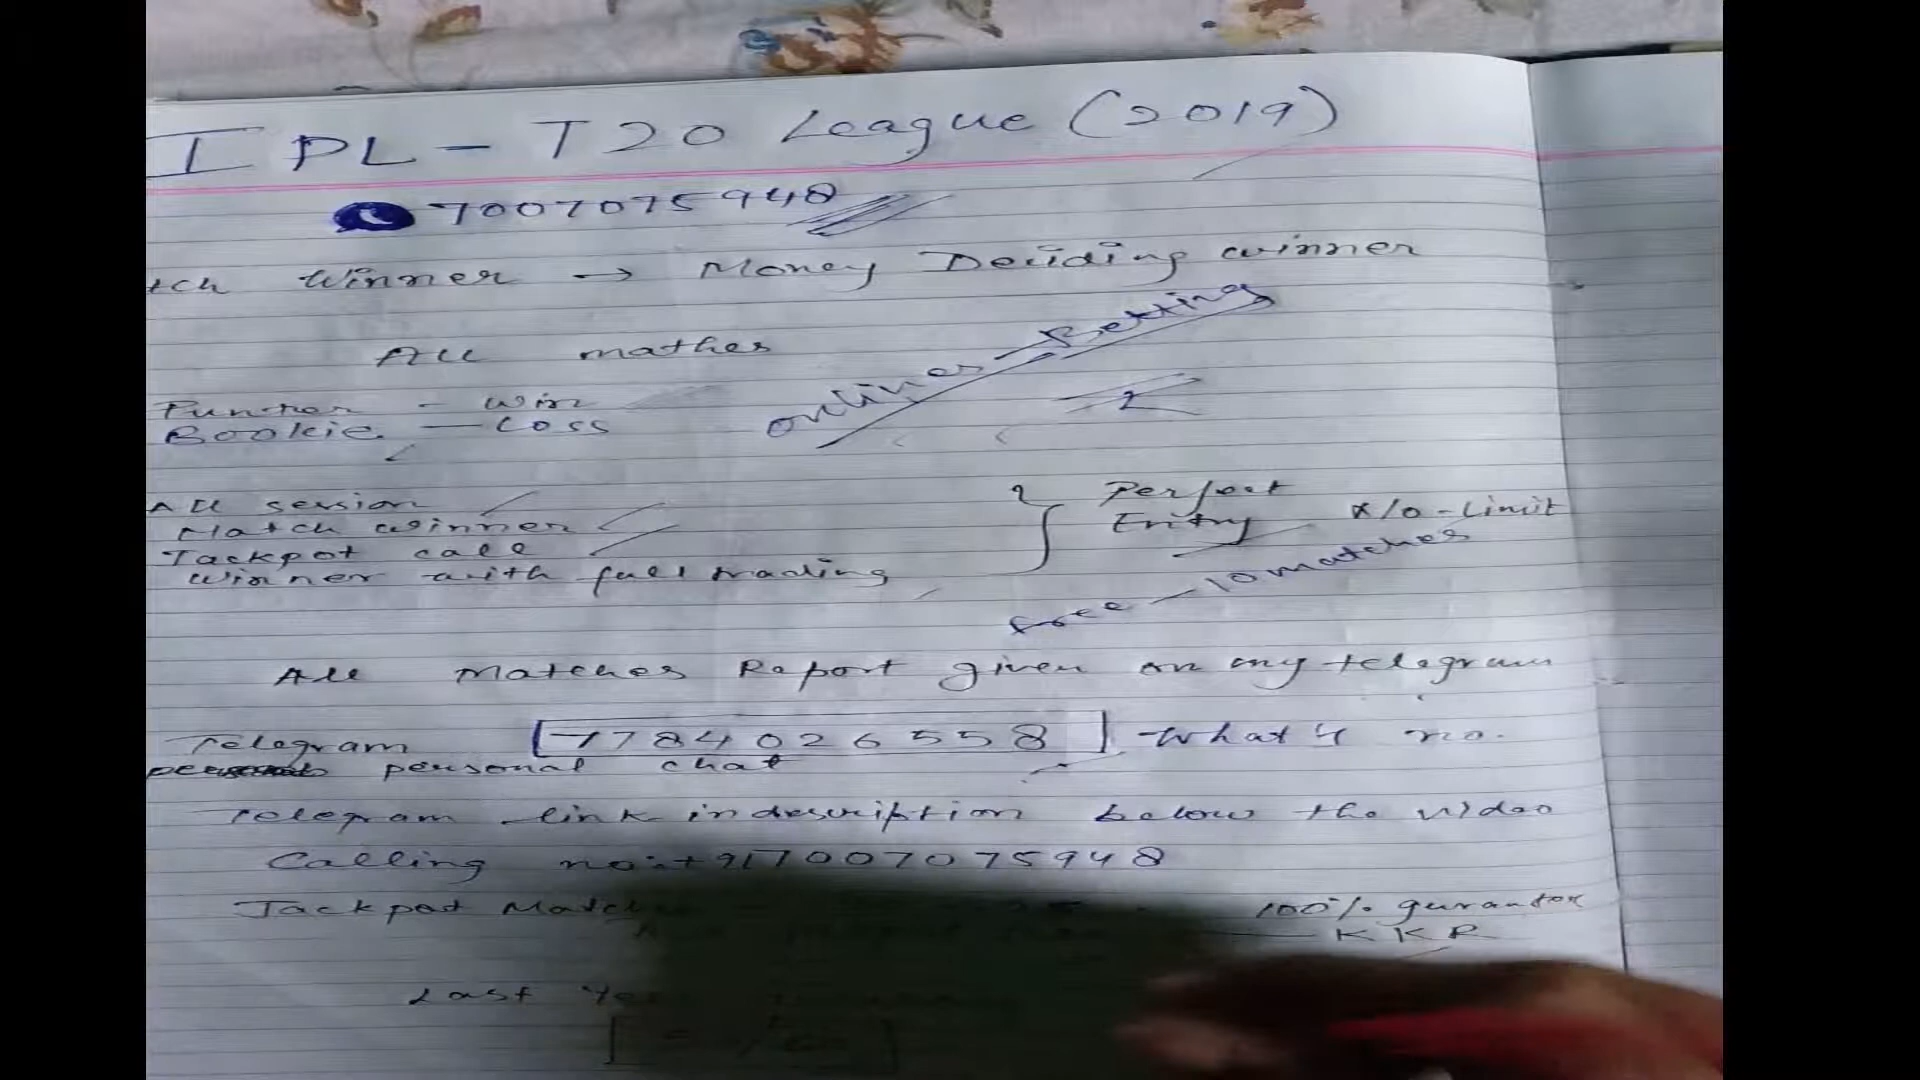 IPL - T20 League (2019)
7007075948
tch Winner → Money Deciding winner
All mathes
Onlines Betting
Punter - Win
Bookie - Loss
All session
Match winner
Jackpot call
Winner with full trading
Perfect
Entry
x/o - Limit
free - 10 matches
All Matches Report given on my telegram
Telegram [7784026558] What's no.
personal chat
Telegram link in description below the video
Calling no:+917007075948
Jackpot Matc 100% gurantee
KKR
Last Ye